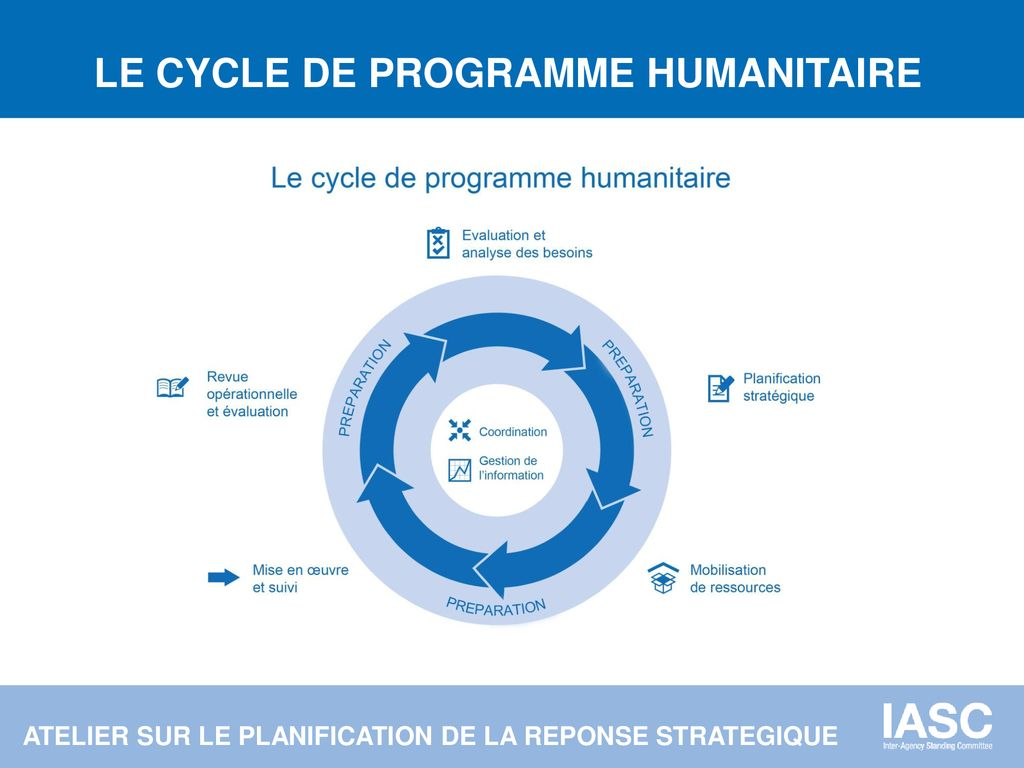 LE CYCLE DE PROGRAMME HUMANITAIRE
Le cycle de programme humanitaire
Evaluation et
analyse des besoins
PREPARATION
PREPARATION
Revue
opérationnelle
et évaluation
Planification
stratégique
Coordination
Gestion de
l'information
Mise en œuvre
et suivi
Mobilisation
de ressources
PREPARATION
ATELIER SUR LE PLANIFICATION DE LA REPONSE STRATEGIQUE
IASC
Inter-Agency Standing Committee